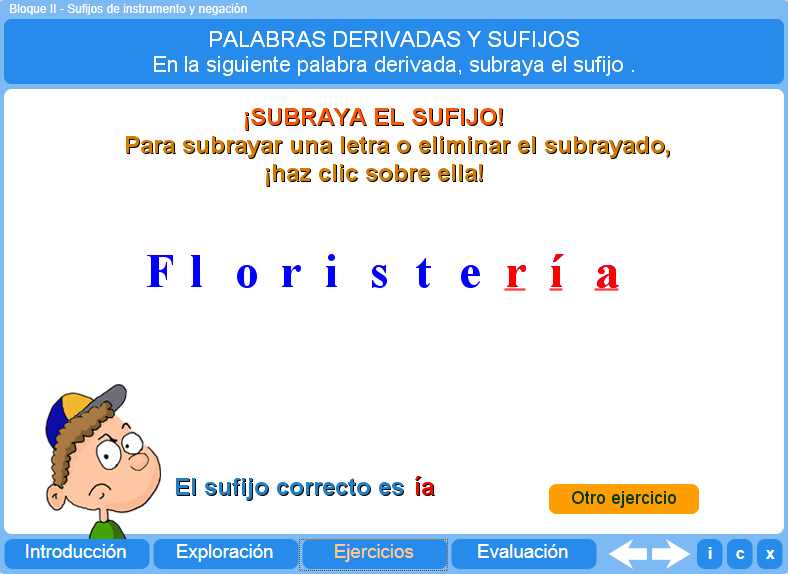 Bloque II - Sufijos de instrumento y negación
PALABRAS DERIVADAS Y SUFIJOS
En la siguiente palabra derivada, subraya el sufijo .
¡SUBRAYA EL SUFIJO!
Para subrayar una letra o eliminar el subrayado,
¡haz clic sobre ella!
F l o r i s t e r í a
El sufijo correcto es ía
Otro ejercicio
Introducción Exploración Ejercicios Evaluación i c x